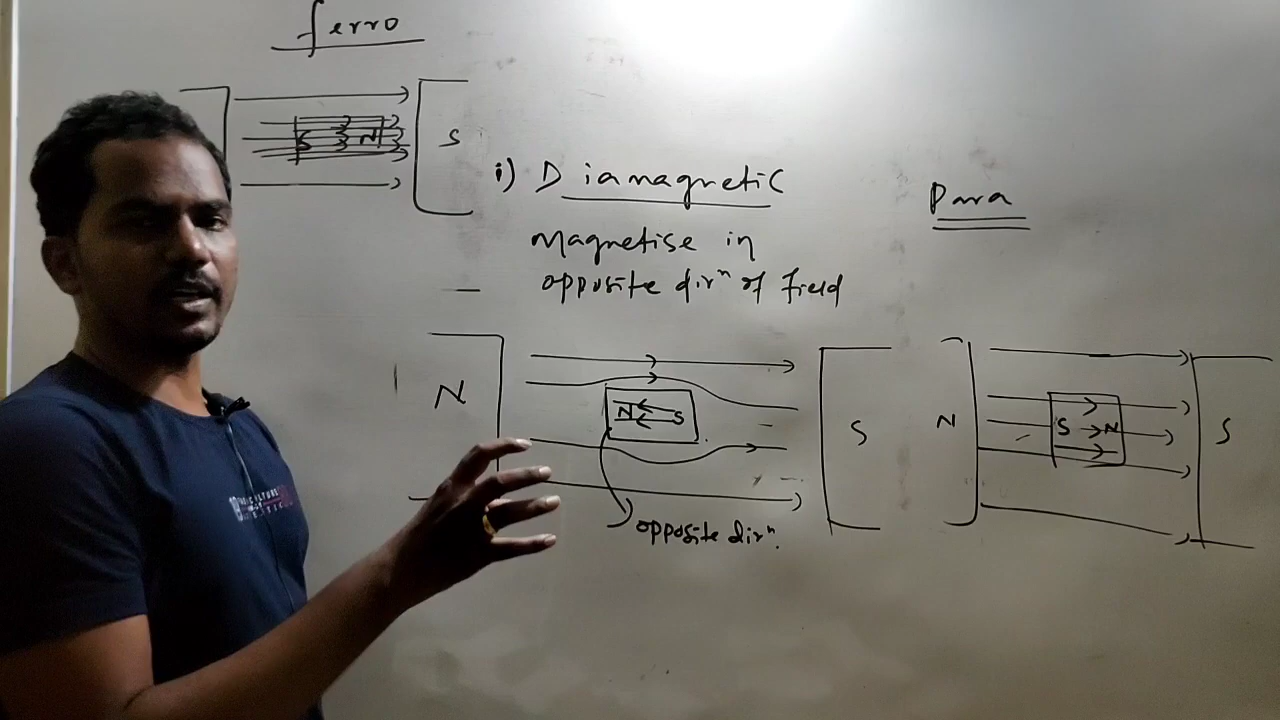 ferro
S N
S
i) Diamagnetic
Magnetise in
opposite dirⁿ of field
Para
N
N S
S
opposite dirⁿ.
N
S N
S